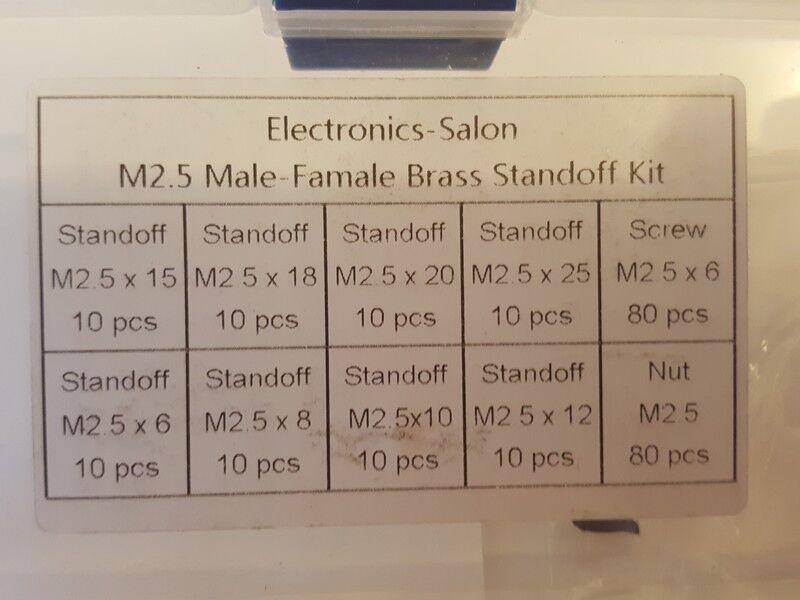 Electronics-Salon
M2.5 Male-Famale Brass Standoff Kit
Standoff
M2.5 x 15
10 pcs
Standoff
M2.5 x 18
10 pcs
Standoff
M2.5 x 20
10 pcs
Standoff
M2.5 x 25
10 pcs
Screw
M2.5 x 6
80 pcs
Standoff
M2.5 x 6
10 pcs
Standoff
M2.5 x 8
10 pcs
Standoff
M2.5x10
10 pcs
Standoff
M2.5 x 12
10 pcs
Nut
M2.5
80 pcs